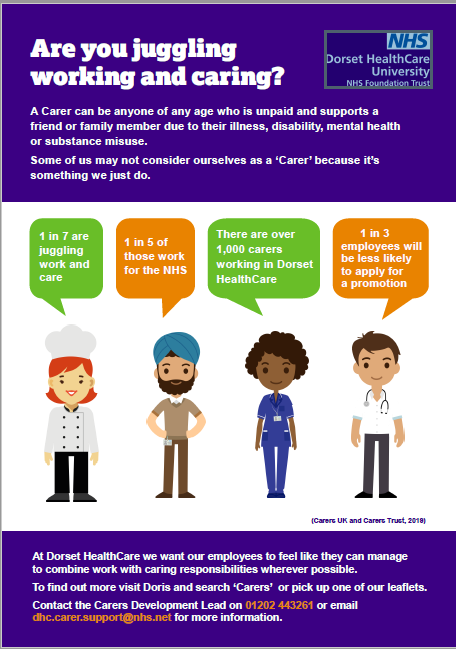 Are you juggling
working and caring?
NHS
Dorset HealthCare
University
NHS Foundation Trust
A Carer can be anyone of any age who is unpaid and supports a
friend or family member due to their illness, disability, mental health
or substance misuse.
Some of us may not consider ourselves as a ‘Carer’ because it’s
something we just do.
1 in 7 are
juggling
work and
care
1 in 5 of
those work
for the NHS
There are over
1,000 carers
working in Dorset
HealthCare
1 in 3
employees will
be less likely
to apply for
a promotion
(Carers UK and Carers Trust, 2019)
At Dorset HealthCare we want our employees to feel like they can manage
to combine work with caring responsibilities wherever possible.
To find out more visit Doris and search ‘Carers’ or pick up one of our leaflets.
Contact the Carers Development Lead on 01202 443261 or email
dhc.carer.support@nhs.net for more information.